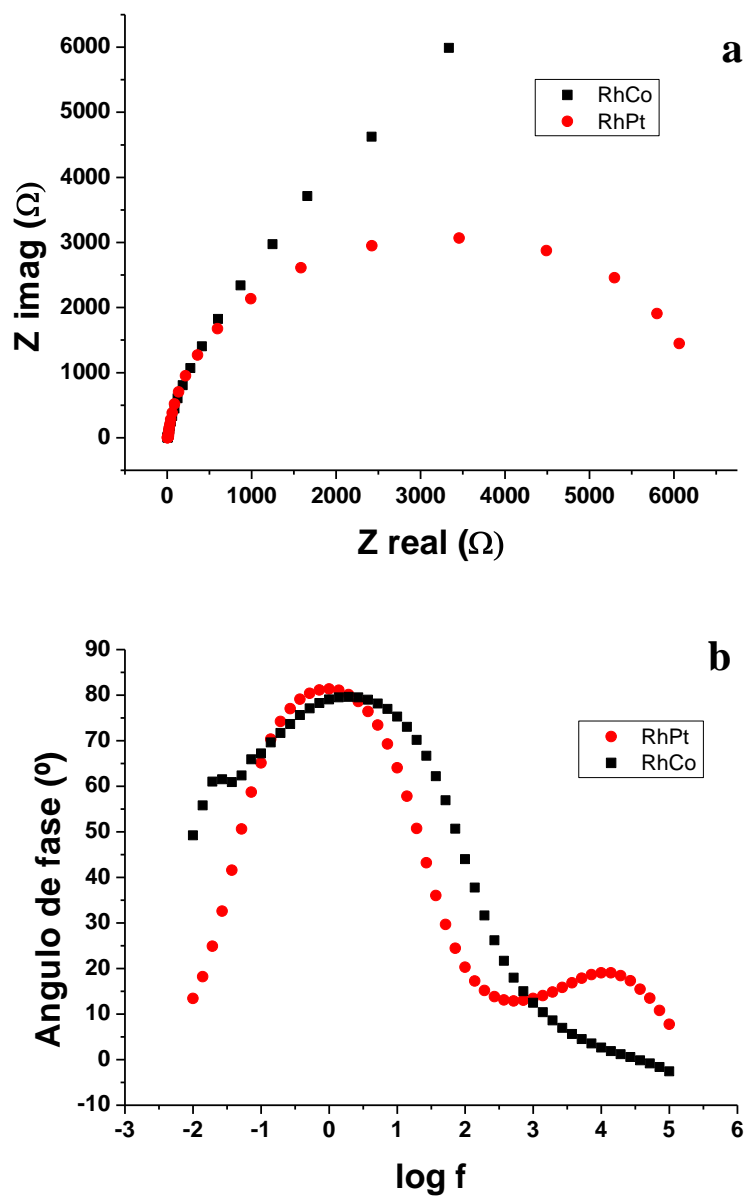 a
6000
5000
4000
3000
2000
1000
0
Z imag (Ω)
RhCo
RhPt
0 1000 2000 3000 4000 5000 6000
Z real (Ω)
b
90
80
70
60
50
40
30
20
10
0
-10
Angulo de fase (º)
RhPt
RhCo
-3 -2 -1 0 1 2 3 4 5 6
log f